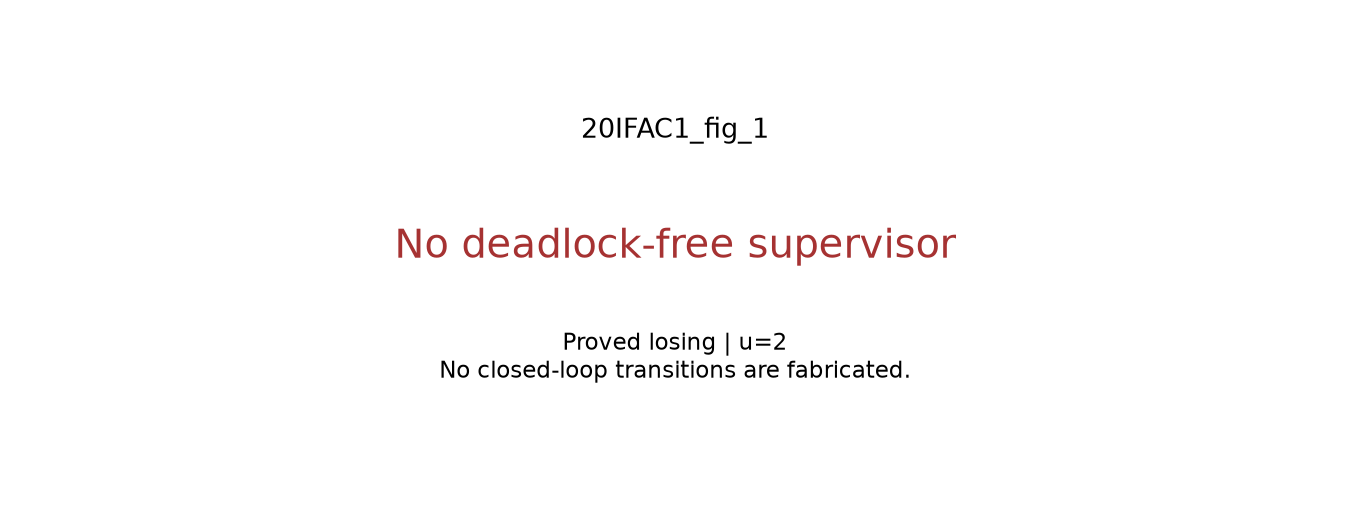 20IFAC1_fig_1
No deadlock-free supervisor
Proved losing | u=2
No closed-loop transitions are fabricated.